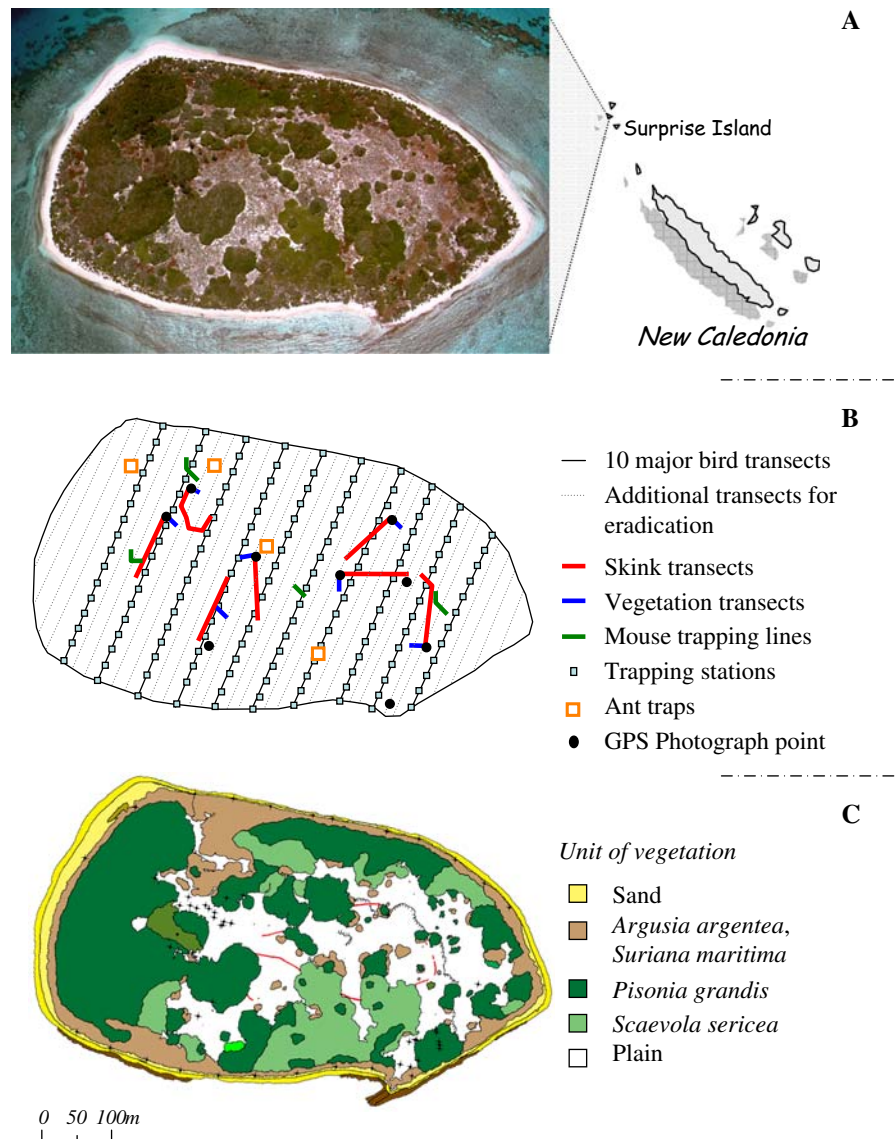 A
Surprise Island
New Caledonia
B
10 major bird transects
Additional transects for
eradication
Skink transects
Vegetation transects
Mouse trapping lines
Trapping stations
Ant traps
GPS Photograph point
C
Unit of vegetation
Sand
Argusia argentea,
Suriana maritima
Pisonia grandis
Scaevola sericea
Plain
0 50 100m